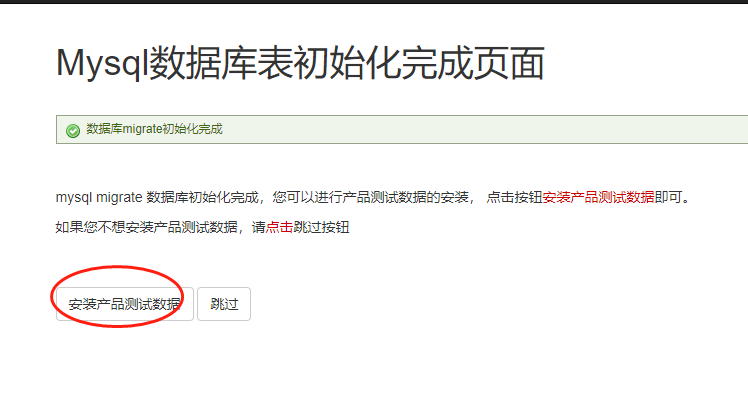 Mysql数据库表初始化完成页面
数据库migrate初始化完成
mysql migrate 数据库初始化完成，您可以进行产品测试数据的安装， 点击按钮安装产品测试数据即可。
如果您不想安装产品测试数据，请点击跳过按钮
安装产品测试数据 跳过